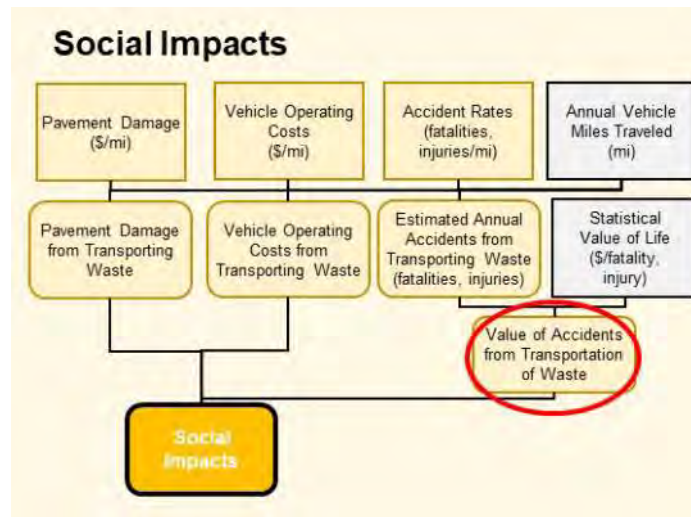 Social Impacts
Pavement Damage
($/mi)
Vehicle Operating
Costs
($/mi)
Accident Rates
(fatalities,
injuries/mi)
Annual Vehicle
Miles Traveled
(mi)
Pavement Damage
from Transporting
Waste
Vehicle Operating
Costs from
Transporting Waste
Estimated Annual
Accidents from
Transporting Waste
(fatalities, injuries)
Statistical
Value of Life
($/fatality,
injury)
Value of Accidents
from Transportation
of Waste
Social
Impacts